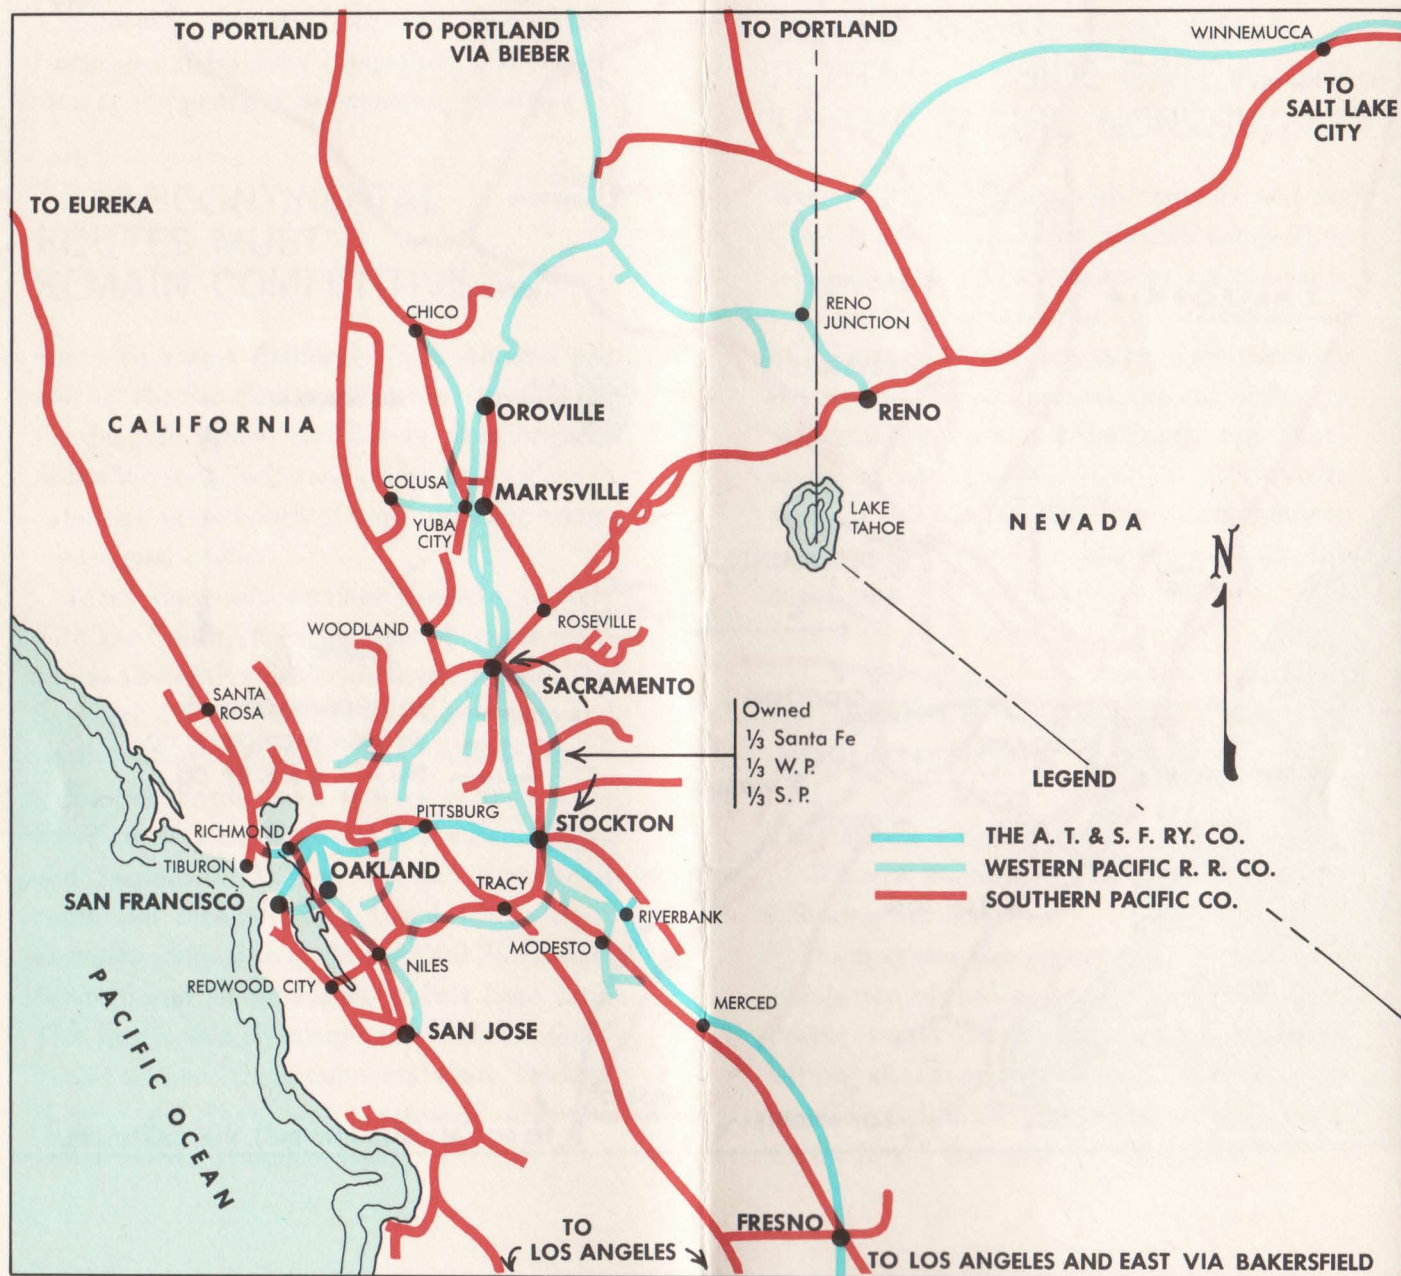 TO PORTLAND
TO PORTLAND
VIA BIEBER
TO PORTLAND
WINNEMUCCA
TO
SALT LAKE
CITY
TO EUREKA
CHICO
RENO
JUNCTION
OROVILLE
RENO
CALIFORNIA
COLUSA
MARYSVILLE
YUBA
CITY
LAKE
TAHOE
NEVADA
N
WOODLAND
ROSEVILLE
SACRAMENTO
SANTA
ROSA
Owned
⅓ Santa Fe
⅓ W.P.
⅓ S.P.
LEGEND
THE A. T. & S. F. RY. CO.
WESTERN PACIFIC R. R. CO.
SOUTHERN PACIFIC CO.
PITTSBURG
STOCKTON
RICHMOND
TIBURON
OAKLAND
TRACY
SAN FRANCISCO
RIVERBANK
MODESTO
NILES
REDWOOD CITY
MERCED
SAN JOSE
PACIFIC OCEAN
FRESNO
TO
LOS ANGELES
TO LOS ANGELES AND EAST VIA BAKERSFIELD